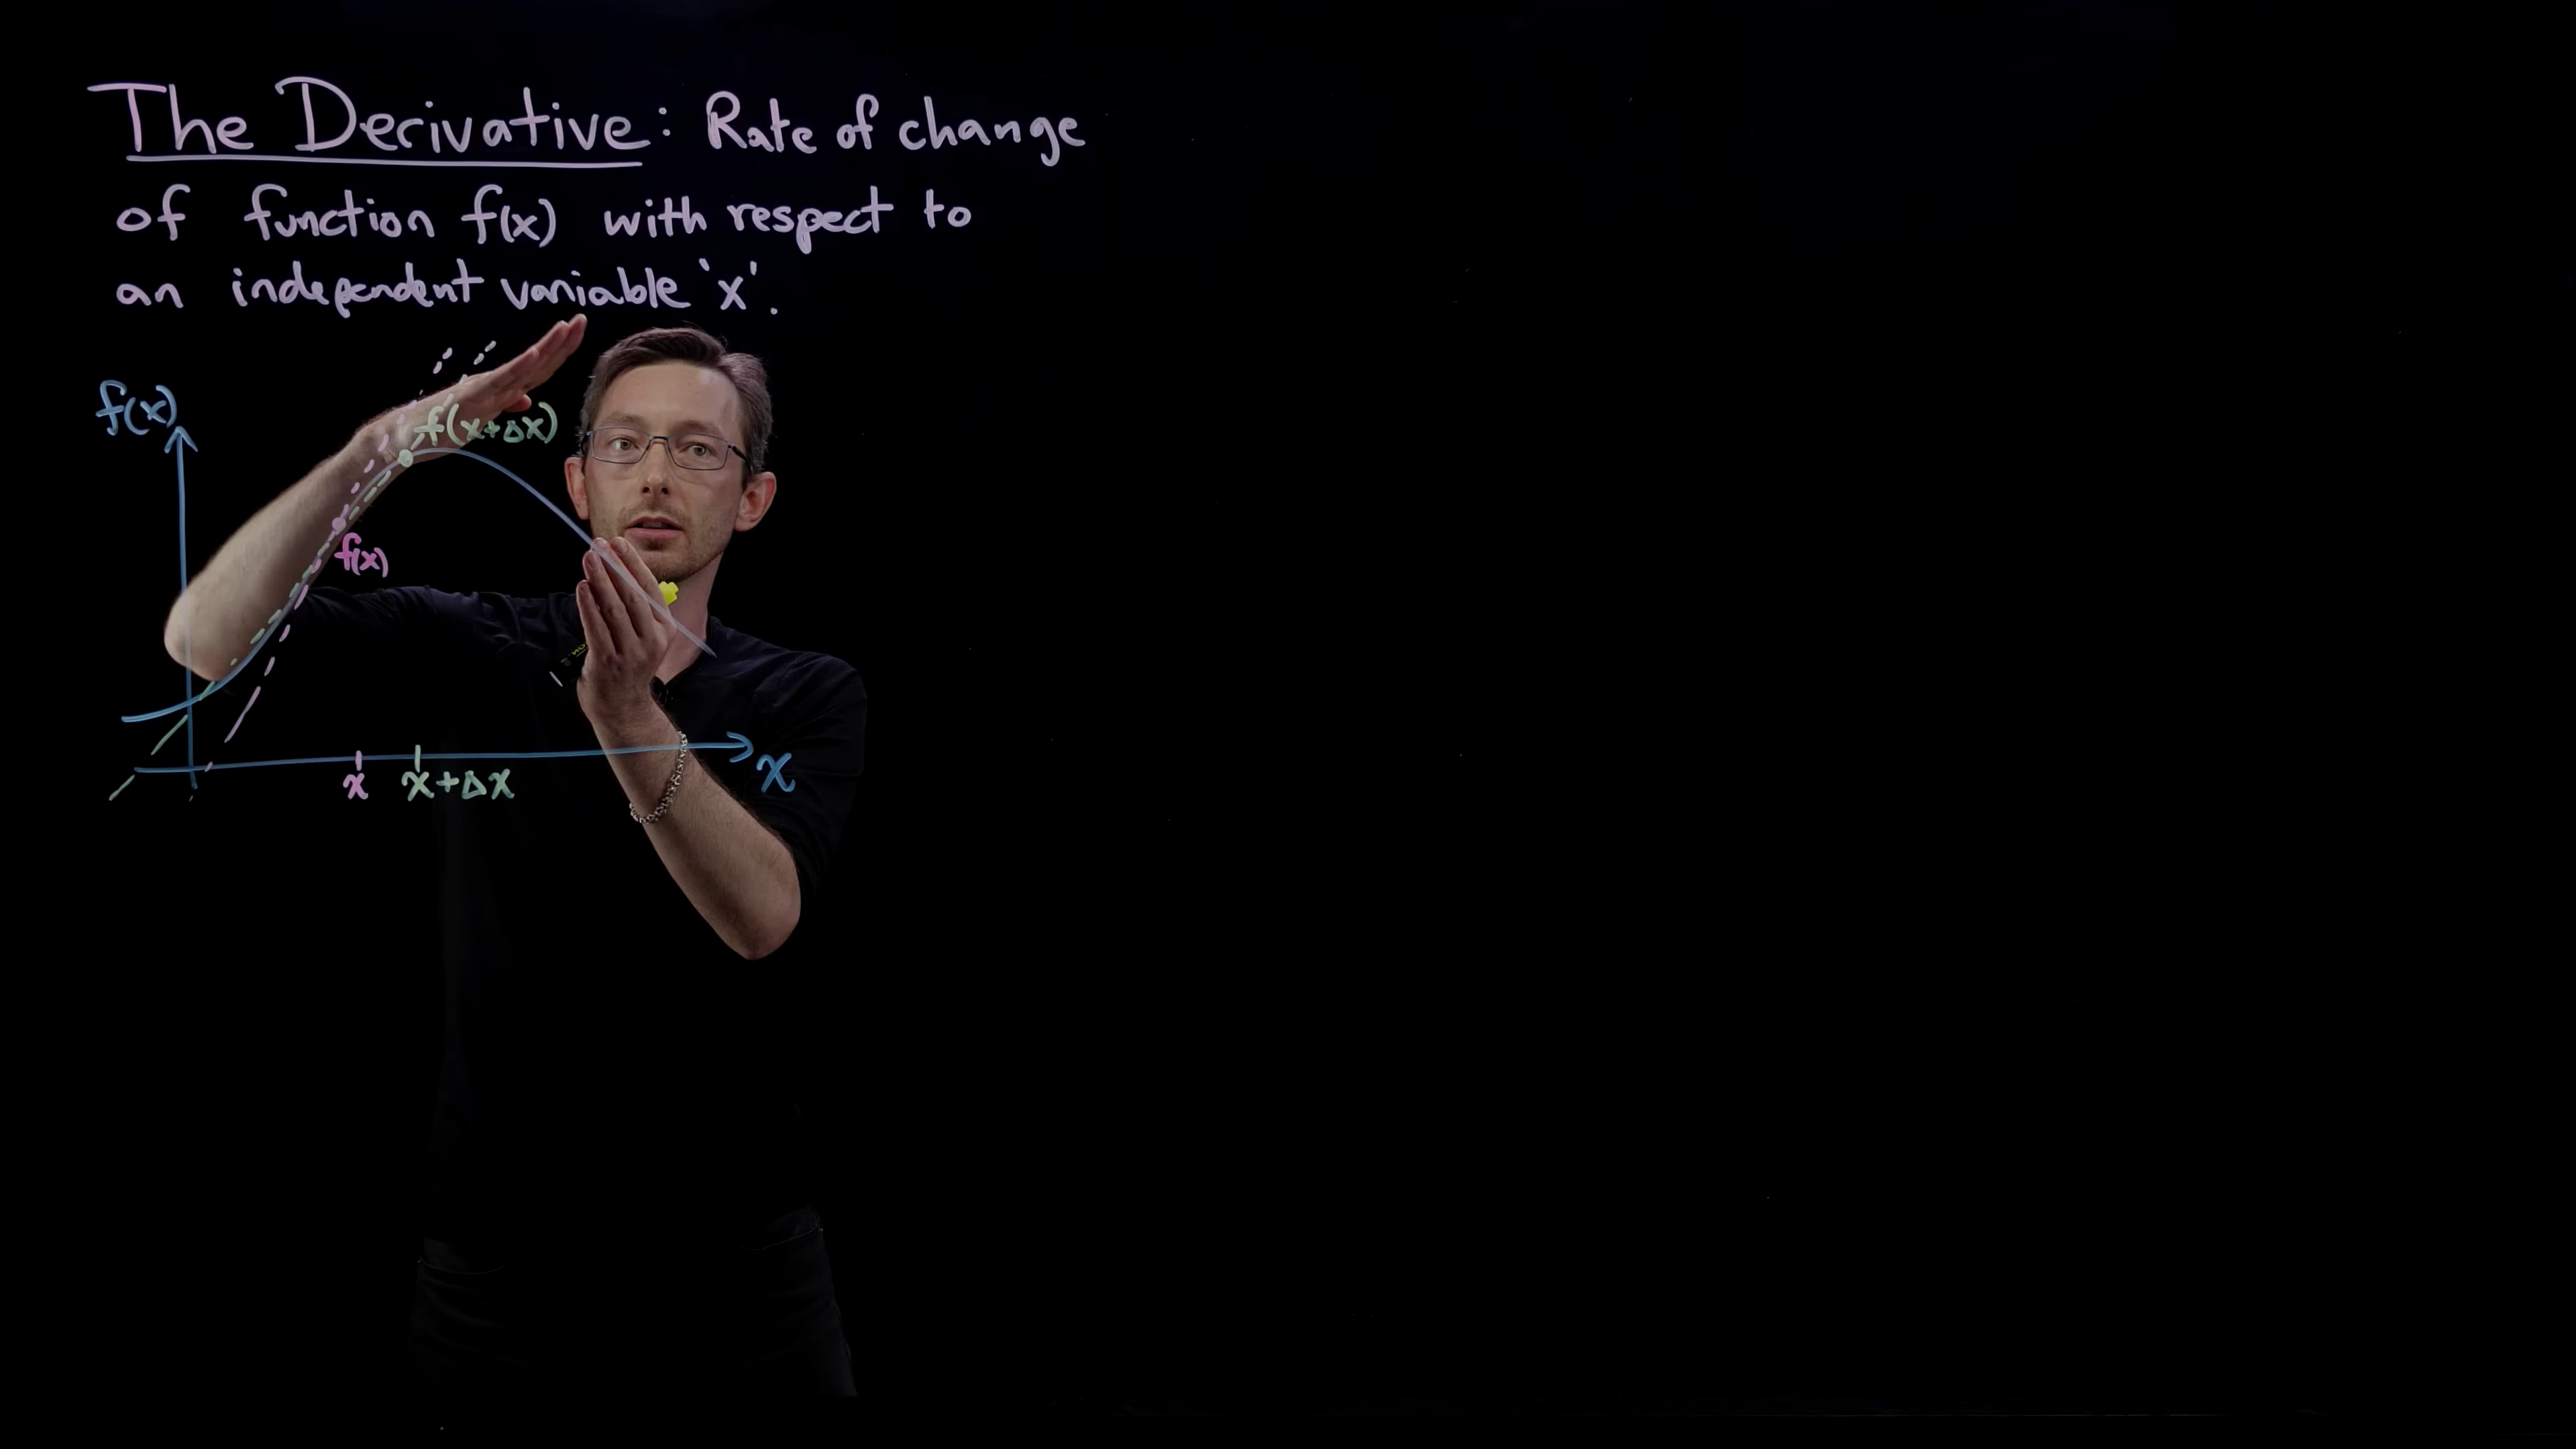 The Derivative: Rate of change
of function f(x) with respect to
an independent variable 'x'.
f(x)
f(x+Δx)
f(x)
x
x+Δx
x